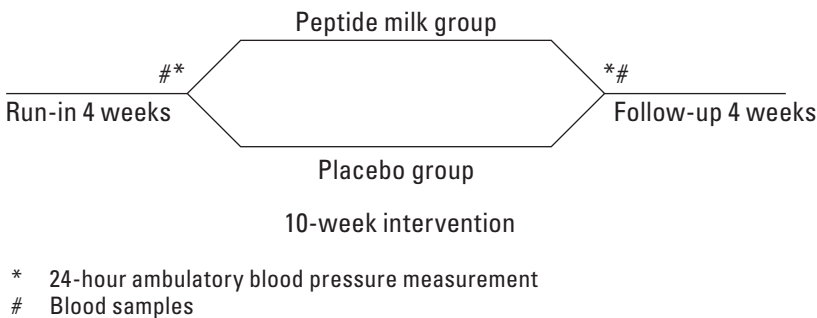 Peptide milk group
#* *#
Run-in 4 weeks Follow-up 4 weeks
Placebo group
10-week intervention
* 24-hour ambulatory blood pressure measurement
# Blood samples